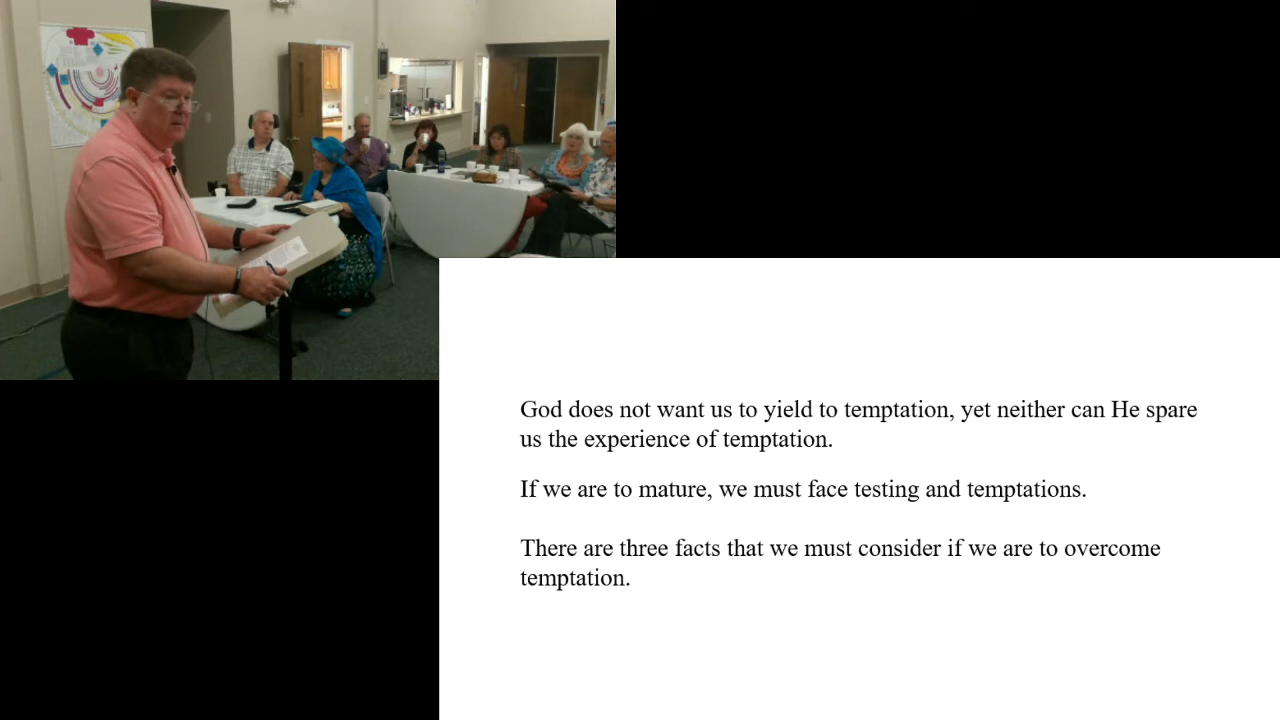 God does not want us to yield to temptation, yet neither can He spare
us the experience of temptation.
If we are to mature, we must face testing and temptations.
There are three facts that we must consider if we are to overcome
temptation.